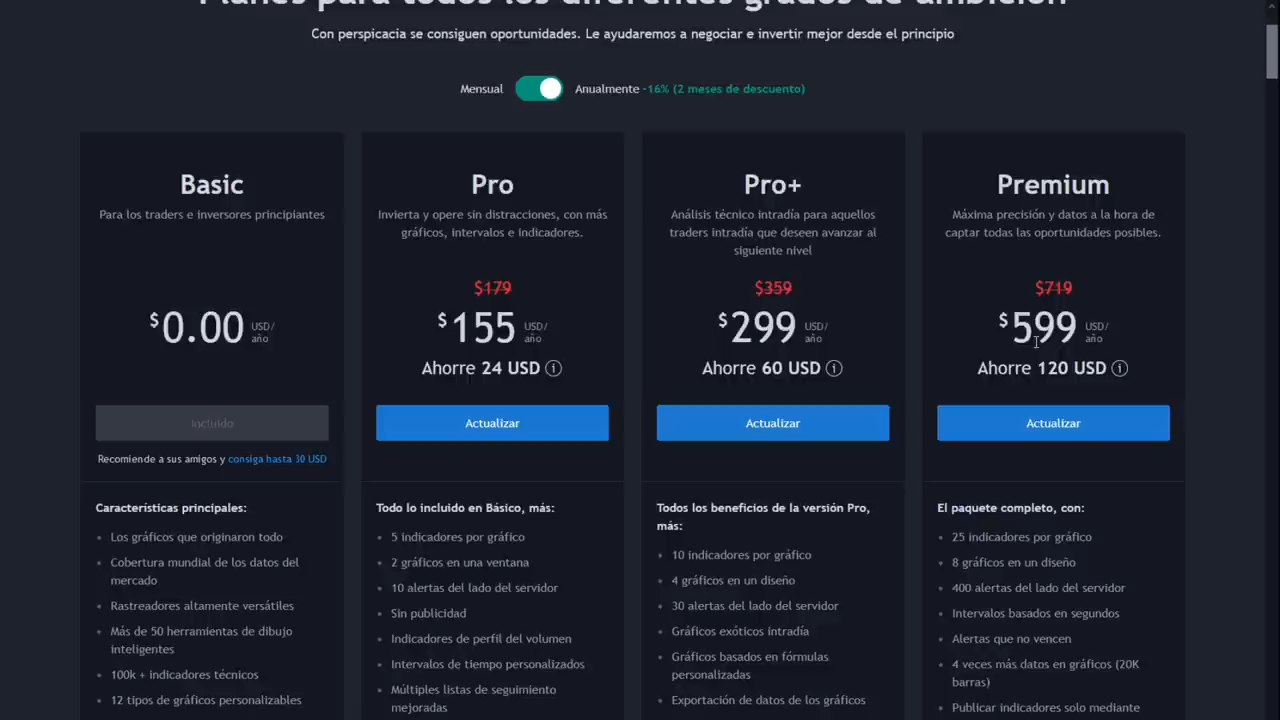 Planes para todos los diferentes grados de ambición
Con perspicacia se consiguen oportunidades. Le ayudaremos a negociar e invertir mejor desde el principio
Mensual Anualmente -16% (2 meses de descuento)
Basic
Para los traders e inversores principiantes
$0.00 USD/
año
Incluido
Recomiende a sus amigos y consiga hasta 30 USD
Características principales:
• Los gráficos que originaron todo
• Cobertura mundial de los datos del
mercado
• Rastreadores altamente versátiles
• Más de 50 herramientas de dibujo
inteligentes
• 100k + indicadores técnicos
• 12 tipos de gráficos personalizables
Pro
Invierta y opere sin distracciones, con más
gráficos, intervalos e indicadores.
$179
$155 USD/
año
Ahorre 24 USD
Actualizar
Todo lo incluido en Básico, más:
• 5 indicadores por gráfico
• 2 gráficos en una ventana
• 10 alertas del lado del servidor
• Sin publicidad
• Indicadores de perfil del volumen
• Intervalos de tiempo personalizados
• Múltiples listas de seguimiento
mejoradas
Pro+
Análisis técnico intradía para aquellos
traders intradía que deseen avanzar al
siguiente nivel
$359
$299 USD/
año
Ahorre 60 USD
Actualizar
Todos los beneficios de la versión Pro,
más:
• 10 indicadores por gráfico
• 4 gráficos en un diseño
• 30 alertas del lado del servidor
• Gráficos exóticos intradía
• Gráficos basados en fórmulas
personalizadas
• Exportación de datos de los gráficos
Premium
Máxima precisión y datos a la hora de
captar todas las oportunidades posibles.
$719
$599 USD/
año
Ahorre 120 USD
Actualizar
El paquete completo, con:
• 25 indicadores por gráfico
• 8 gráficos en un diseño
• 400 alertas del lado del servidor
• Intervalos basados en segundos
• Alertas que no vencen
• 4 veces más datos en gráficos (20K
barras)
• Publicar indicadores solo mediante